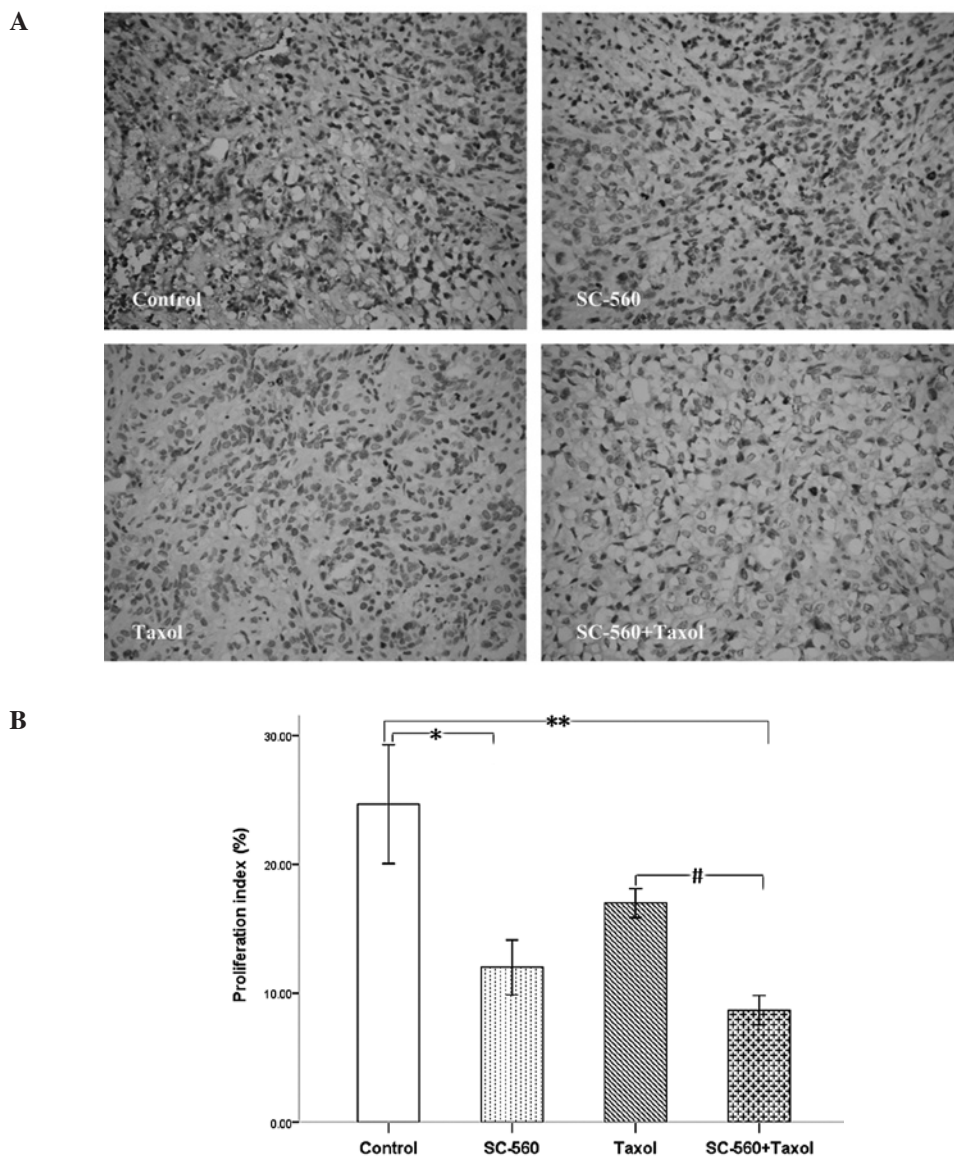 A
Control
SC-560
Taxol
SC-560+Taxol
B
**
*
#
30.00
20.00
10.00
0.00
Proliferation index (%)
Control
SC-560
Taxol
SC-560+Taxol